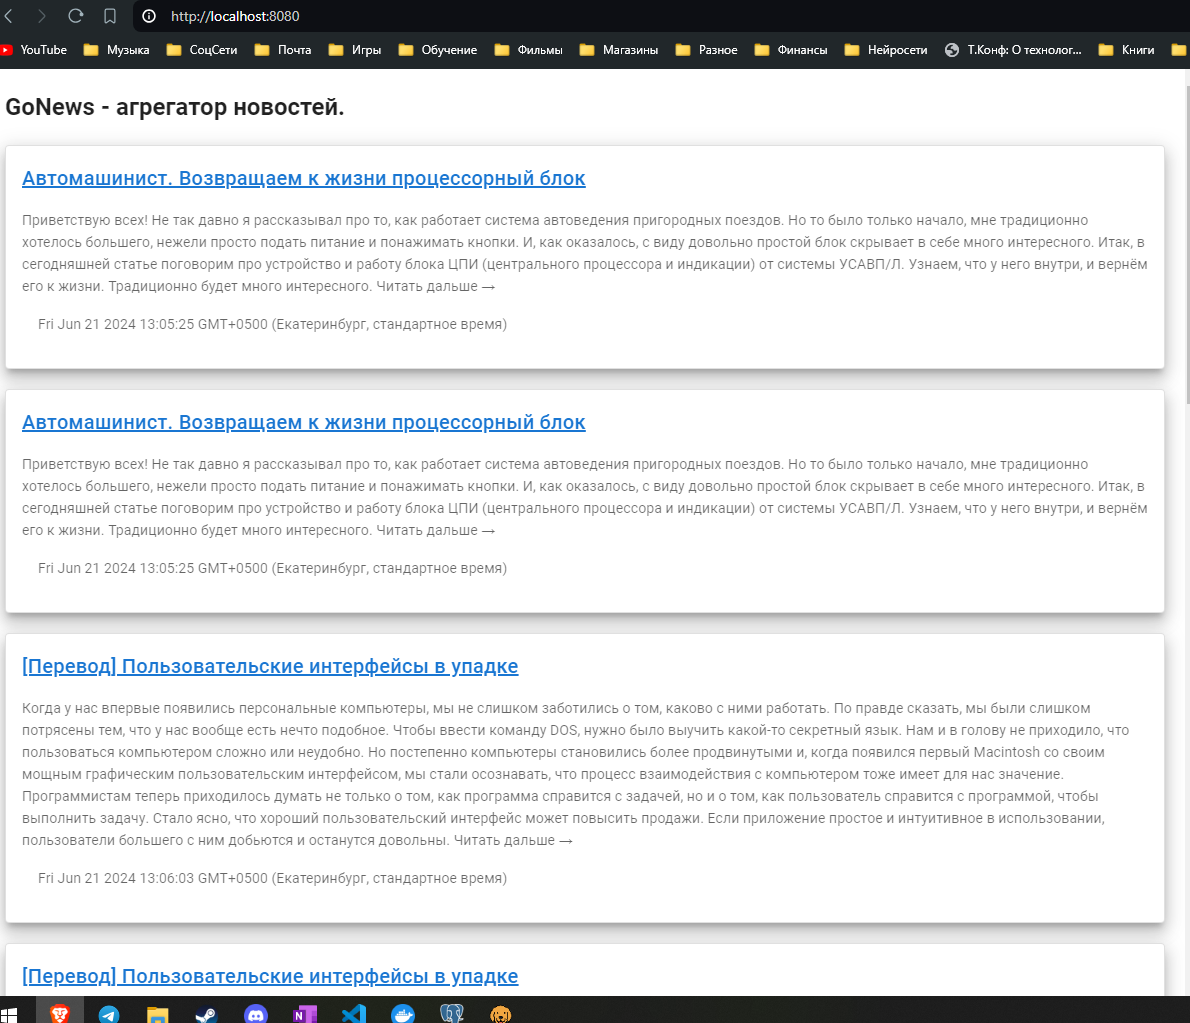 http://localhost:8080
YouTube Музыка СоцСети Почта Игры Обучение Фильмы Магазины Разное Финансы Нейросети Т.Конф: О технолог... Книги
GoNews - агрегатор новостей.
Автомашинист. Возвращаем к жизни процессорный блок
Приветствую всех! Не так давно я рассказывал про то, как работает система автоведения пригородных поездов. Но то было только начало, мне традиционно
хотелось большего, нежели просто подать питание и понажимать кнопки. И, как оказалось, с виду довольно простой блок скрывает в себе много интересного. Итак, в
сегодняшней статье поговорим про устройство и работу блока ЦПИ (центрального процессора и индикации) от системы УСАВП/Л. Узнаем, что у него внутри, и вернём
его к жизни. Традиционно будет много интересного. Читать дальше →
Fri Jun 21 2024 13:05:25 GMT+0500 (Екатеринбург, стандартное время)
Автомашинист. Возвращаем к жизни процессорный блок
Приветствую всех! Не так давно я рассказывал про то, как работает система автоведения пригородных поездов. Но то было только начало, мне традиционно
хотелось большего, нежели просто подать питание и понажимать кнопки. И, как оказалось, с виду довольно простой блок скрывает в себе много интересного. Итак, в
сегодняшней статье поговорим про устройство и работу блока ЦПИ (центрального процессора и индикации) от системы УСАВП/Л. Узнаем, что у него внутри, и вернём
его к жизни. Традиционно будет много интересного. Читать дальше →
Fri Jun 21 2024 13:05:25 GMT+0500 (Екатеринбург, стандартное время)
[Перевод] Пользовательские интерфейсы в упадке
Когда у нас впервые появились персональные компьютеры, мы не слишком заботились о том, каково с ними работать. По правде сказать, мы были слишком
потрясены тем, что у нас вообще есть нечто подобное. Чтобы ввести команду DOS, нужно было выучить какой-то секретный язык. Нам и в голову не приходило, что
пользоваться компьютером сложно или неудобно. Но постепенно компьютеры становились более продвинутыми и, когда появился первый Macintosh со своим
мощным графическим пользовательским интерфейсом, мы стали осознавать, что процесс взаимодействия с компьютером тоже имеет для нас значение.
Программистам теперь приходилось думать не только о том, как программа справится с задачей, но и о том, как пользователь справится с программой, чтобы
выполнить задачу. Стало ясно, что хороший пользовательский интерфейс может повысить продажи. Если приложение простое и интуитивное в использовании,
пользователи большего с ним добьются и останутся довольны. Читать дальше →
Fri Jun 21 2024 13:06:03 GMT+0500 (Екатеринбург, стандартное время)
[Перевод] Пользовательские интерфейсы в упадке